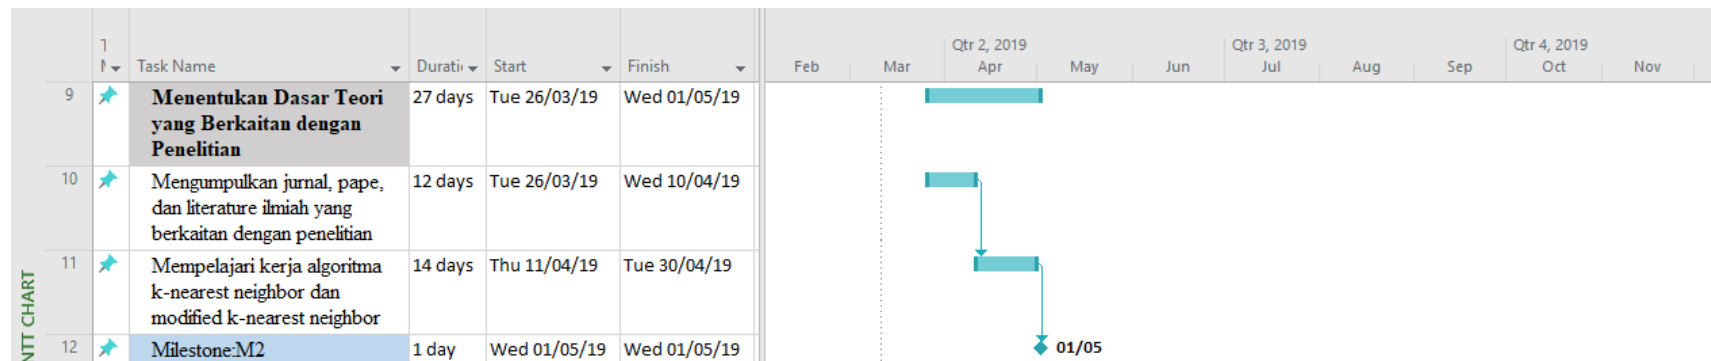 Qtr 2, 2019 Qtr 3, 2019 Qtr 4, 2019
Task Name Durati Start Finish Feb Mar Apr May Jun Jul Aug Sep Oct Nov
9 Menentukan Dasar Teori 27 days Tue 26/03/19 Wed 01/05/19
yang Berkaitan dengan
Penelitian
10 Mengumpulkan jurnal, pape, 12 days Tue 26/03/19 Wed 10/04/19
dan literature ilmiah yang
berkaitan dengan penelitian
11 Mempelajari kerja algoritma 14 days Thu 11/04/19 Tue 30/04/19
k-nearest neighbor dan
modified k-nearest neighbor
12 Milestone:M2 1 day Wed 01/05/19 Wed 01/05/19 01/05
NTT CHART